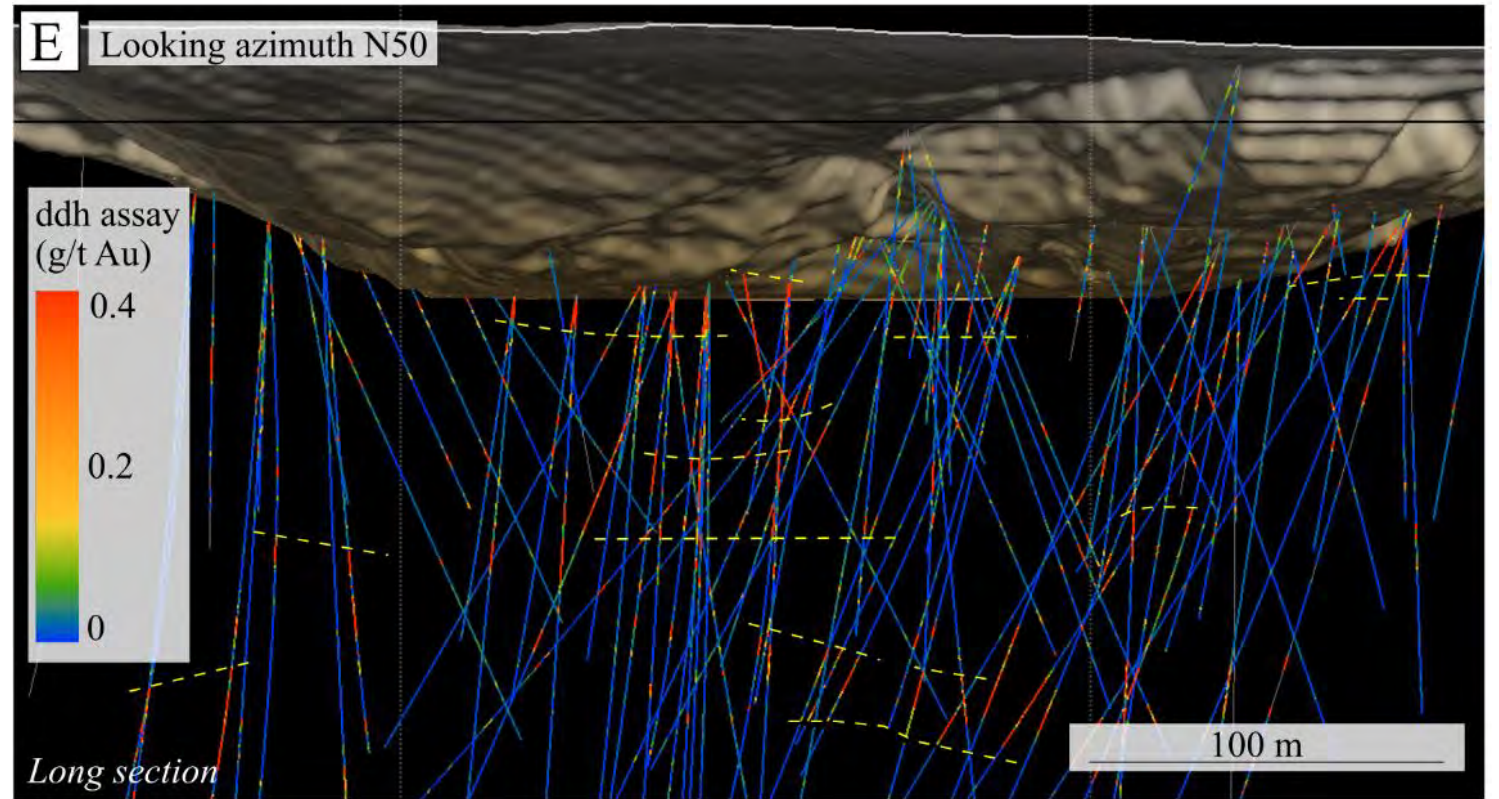 E
Looking azimuth N50
ddh assay
(g/t Au)
0.4
0.2
0
100 m
Long section